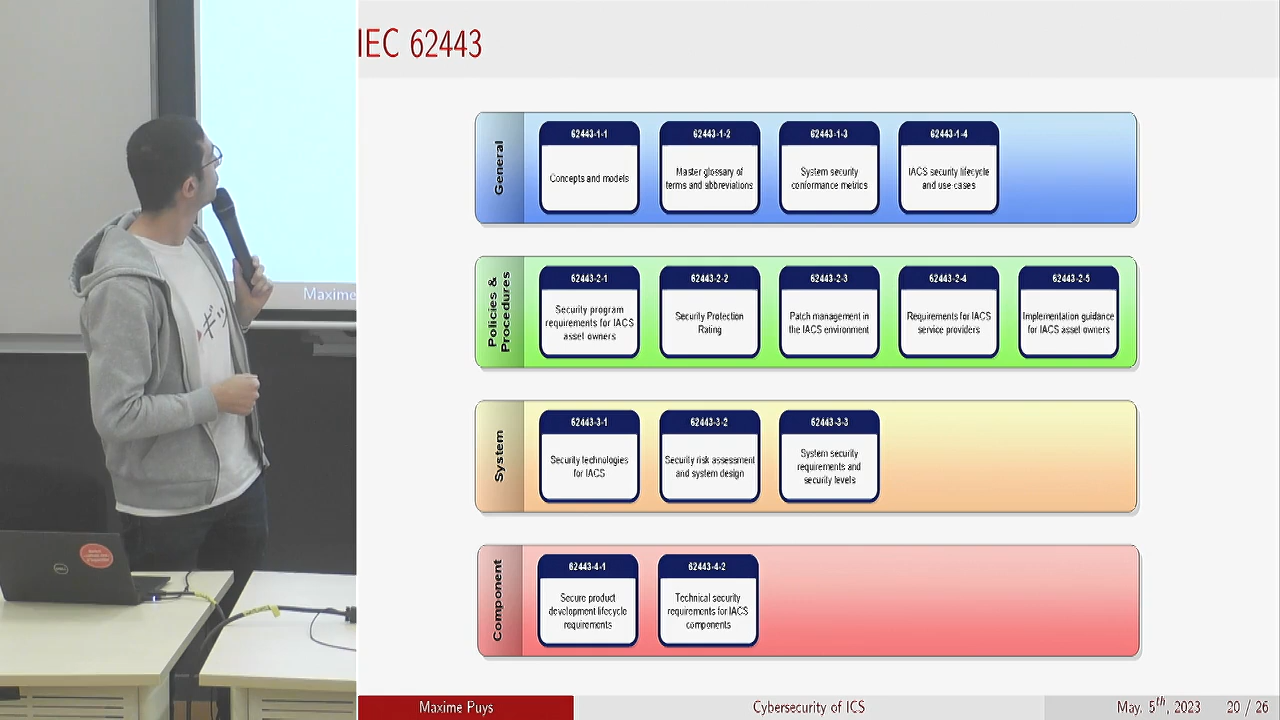 IEC 62443
General
62443-1-1
Concepts and models
62443-1-2
Master glossary of
terms and abbreviations
62443-1-3
System security
conformance metrics
62443-1-4
IACS security lifecycle
and use-cases
Policies &
Procedures
62443-2-1
Security program
requirements for IACS
asset owners
62443-2-2
Security Protection
Rating
62443-2-3
Patch management in
the IACS environment
62443-2-4
Requirements for IACS
service providers
62443-2-5
Implementation guidance
for IACS asset owners
System
62443-3-1
Security technologies
for IACS
62443-3-2
Security risk assessment
and system design
62443-3-3
System security
requirements and
security levels
Component
62443-4-1
Secure product
development lifecycle
requirements
62443-4-2
Technical security
requirements for IACS
components
Maxime
DELL
Maxime Puys
Cybersecurity of ICS
May. 5th, 2023
20 / 26